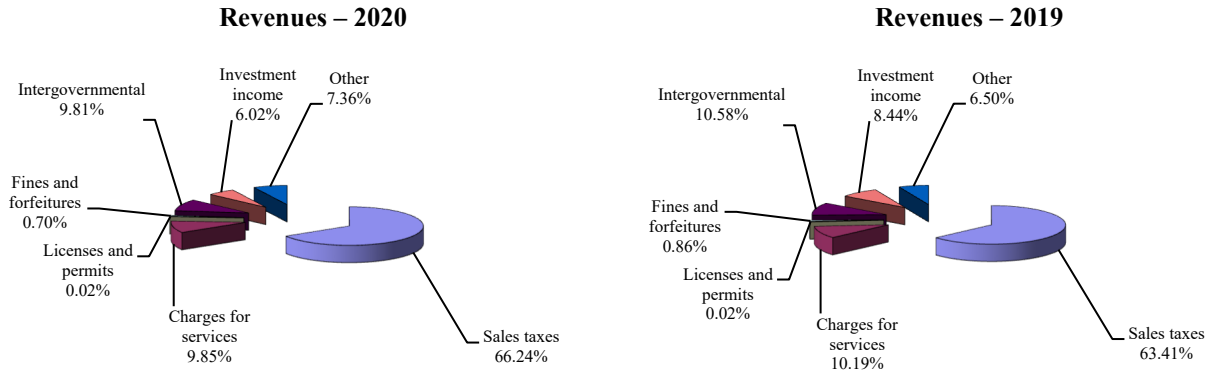 Revenues – 2020
Intergovernmental
9.81%
Investment
income
6.02%
Other
7.36%
Fines and
forfeitures
0.70%
Licenses and
permits
0.02%
Charges for
services
9.85%
Sales taxes
66.24%
Revenues – 2019
Intergovernmental
10.58%
Investment
income
8.44%
Other
6.50%
Fines and
forfeitures
0.86%
Licenses and
permits
0.02%
Charges for
services
10.19%
Sales taxes
63.41%